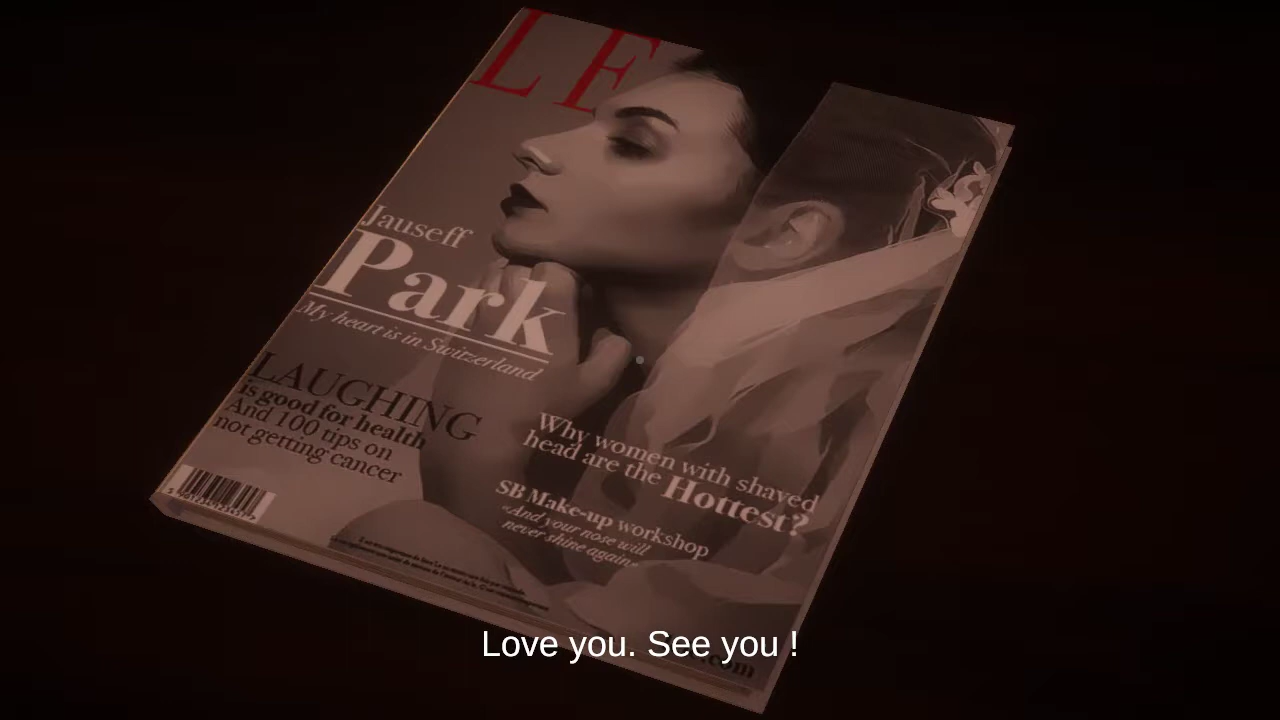 LE
Jauseff
Park
My heart is in Switzerland
LAUGHING
is good for health
And 100 tips on
not getting cancer
Why women with shaved
head are the Hottest?
SB Make-up workshop
«And your nose will
never shine again»
Love you. See you !